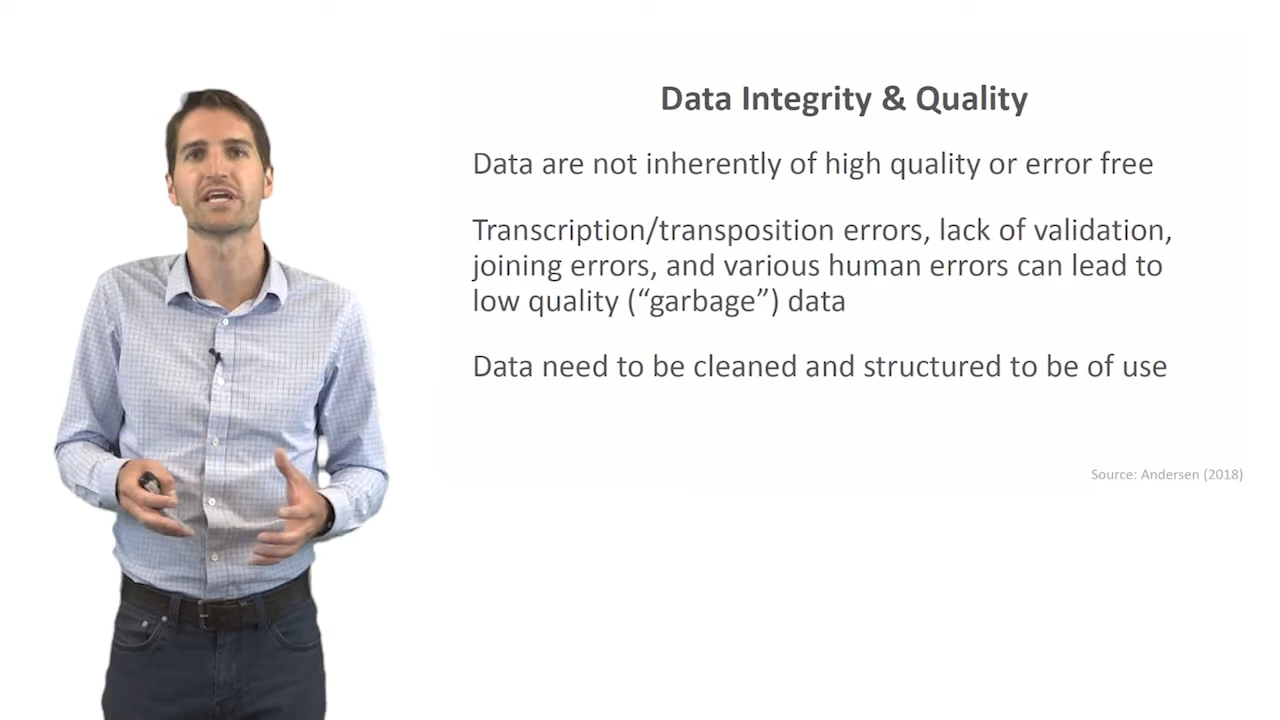 Data Integrity & Quality
Data are not inherently of high quality or error free
Transcription/transposition errors, lack of validation,
joining errors, and various human errors can lead to
low quality (“garbage”) data
Data need to be cleaned and structured to be of use
Source: Andersen (2018)